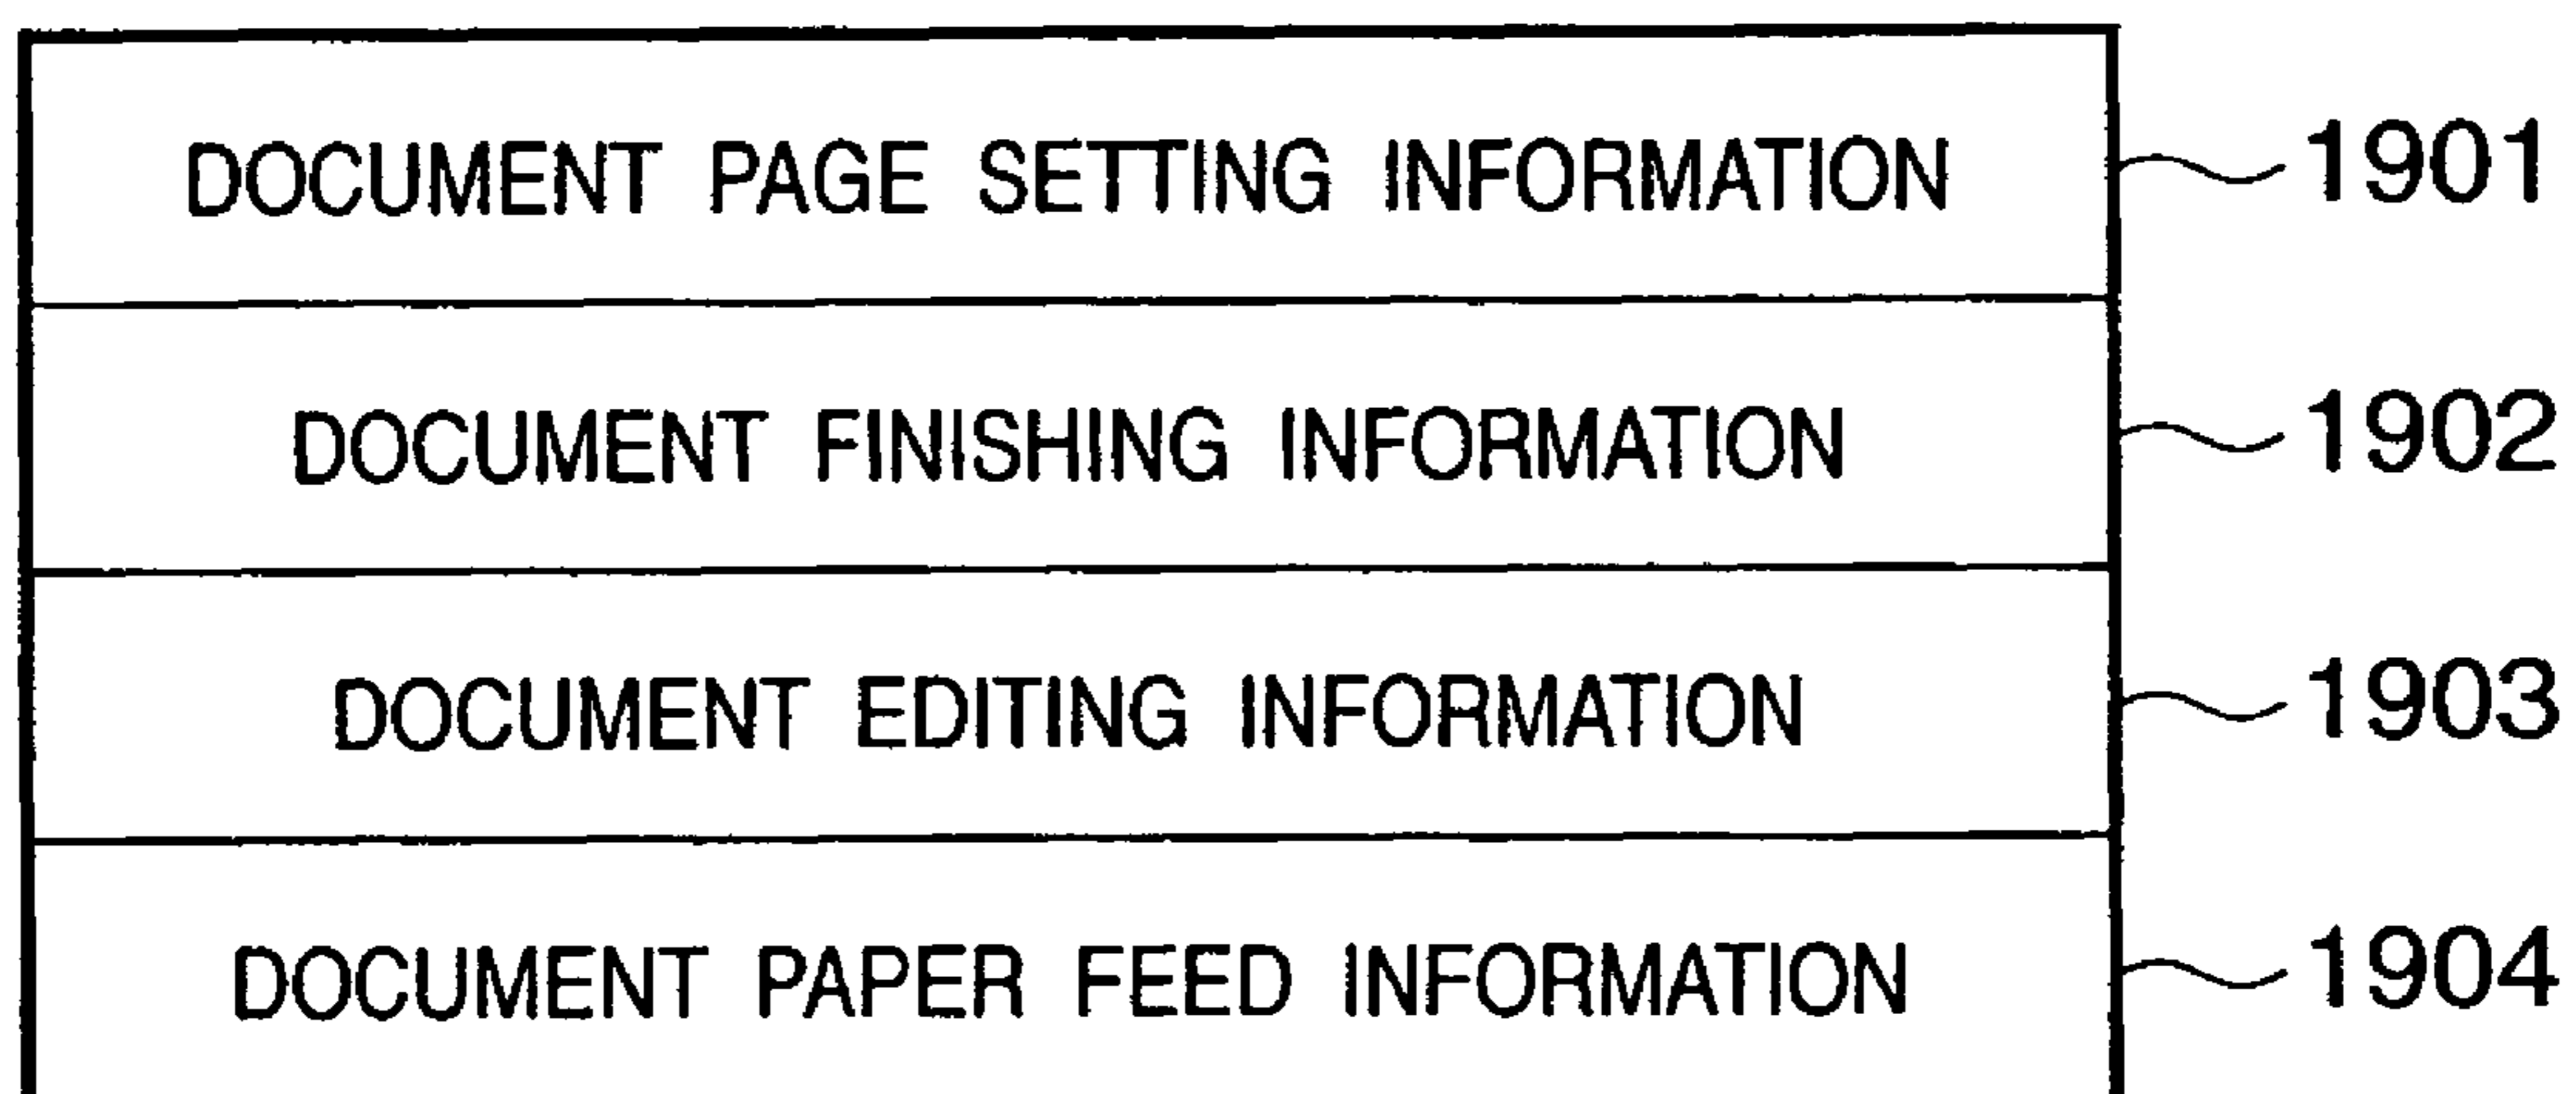 DOCUMENT PAGE SETTING INFORMATION 1901
DOCUMENT FINISHING INFORMATION 1902
DOCUMENT EDITING INFORMATION 1903
DOCUMENT PAPER FEED INFORMATION 1904